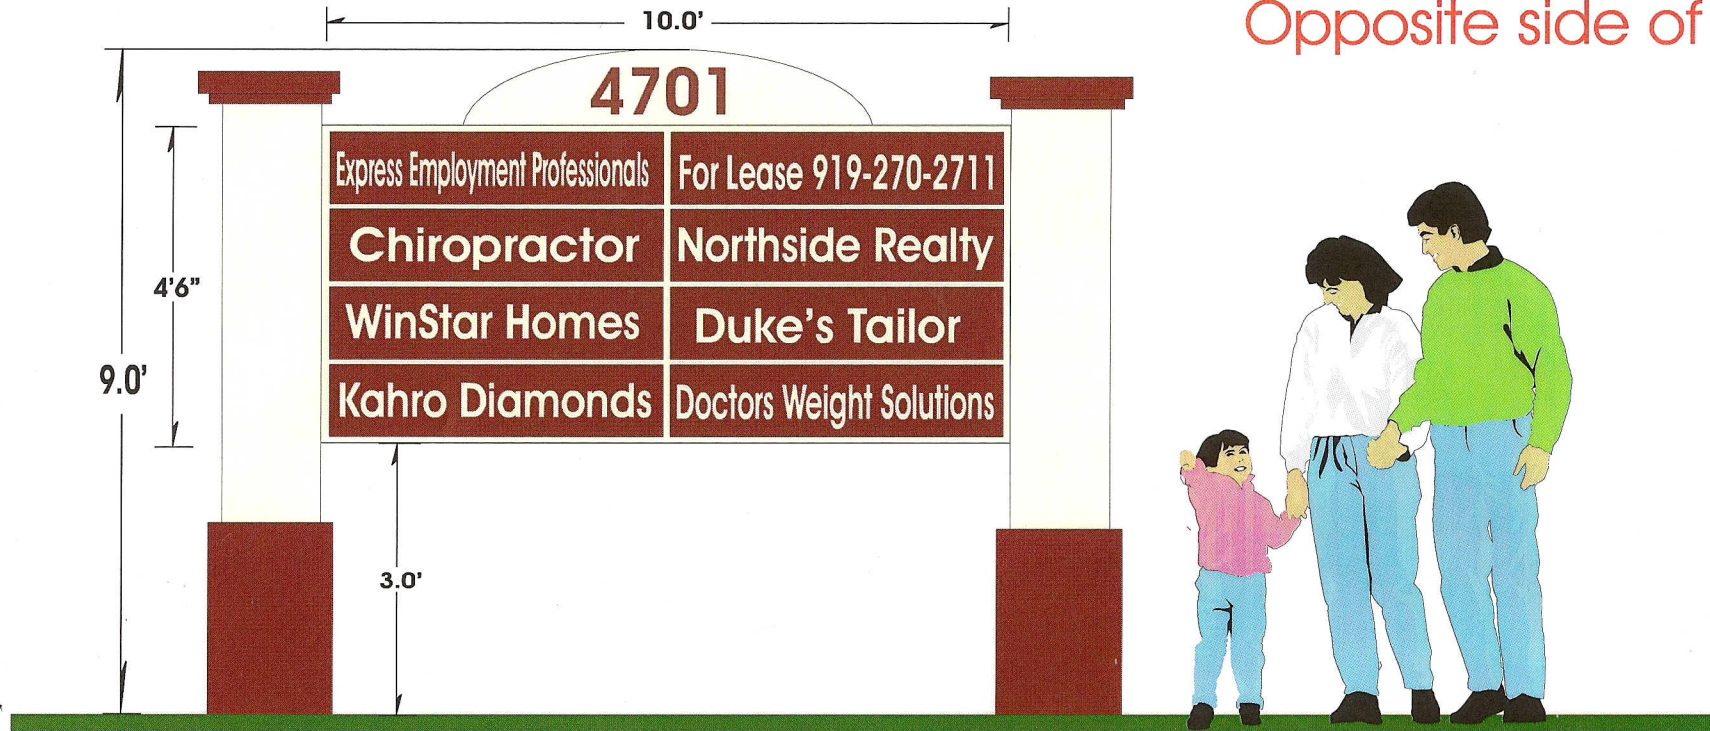 10.0'
Opposite side of
4701
Express Employment Professionals
For Lease 919-270-2711
Chiropractor
Northside Realty
4'6"
WinStar Homes
Duke's Tailor
9.0'
Kahro Diamonds
Doctors Weight Solutions
3.0'